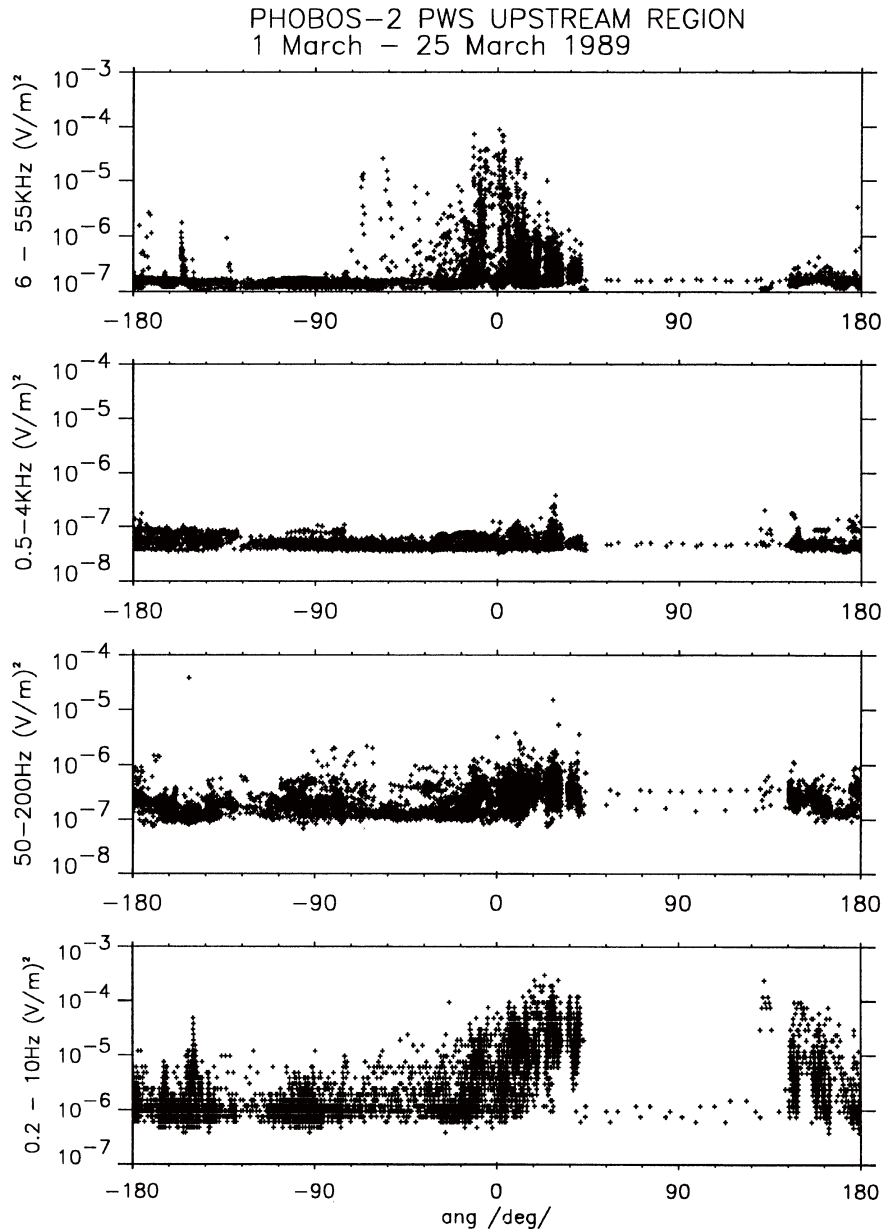 PHOBOS-2 PWS UPSTREAM REGION
1 March - 25 March 1989
6 - 55KHz (V/m)²
10⁻³
10⁻⁴
10⁻⁵
10⁻⁶
10⁻⁷
-180 -90 0 90 180
0.5-4KHz (V/m)²
10⁻⁴
10⁻⁵
10⁻⁶
10⁻⁷
10⁻⁸
-180 -90 0 90 180
50-200Hz (V/m)²
10⁻⁴
10⁻⁵
10⁻⁶
10⁻⁷
10⁻⁸
-180 -90 0 90 180
0.2 - 10Hz (V/m)²
10⁻³
10⁻⁴
10⁻⁵
10⁻⁶
10⁻⁷
-180 -90 0 90 180
ang /deg/